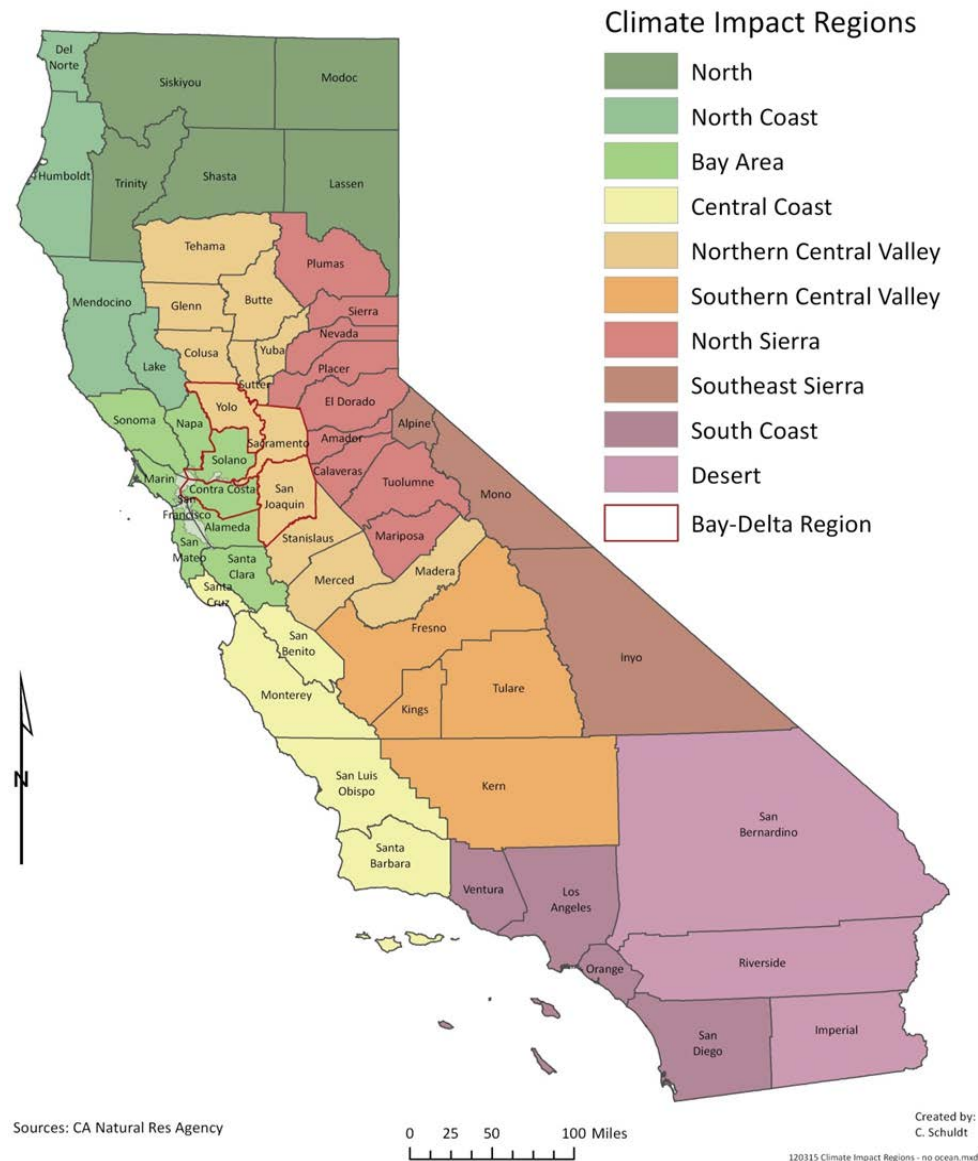 Climate Impact Regions
North
North Coast
Bay Area
Central Coast
Northern Central Valley
Southern Central Valley
North Sierra
Southeast Sierra
South Coast
Desert
Bay-Delta Region
Del
Norte
Siskiyou
Modoc
Humboldt
Trinity
Shasta
Lassen
Tehama
Plumas
Mendocino
Glenn
Butte
Sierra
Nevada
Colusa
Yuba
Lake
Placer
Sutter
Yolo
El Dorado
Sonoma
Napa
Alpine
Sacramento
Amador
Solano
Calaveras
Marin
Tuolumne
Mono
Contra Costa
San
Joaquin
San
Francisco
Alameda
Stanislaus
Mariposa
San
Mateo
Santa
Clara
Merced
Madera
Santa
Cruz
Fresno
San
Benito
Inyo
Monterey
Kings
Tulare
San Luis
Obispo
Kern
San
Bernardino
Santa
Barbara
Ventura
Los
Angeles
Orange
Riverside
San
Diego
Imperial
N
Sources: CA Natural Res Agency
0 25 50 100 Miles
Created by:
C. Schuldt
120315 Climate Impact Regions - no ocean.mxd